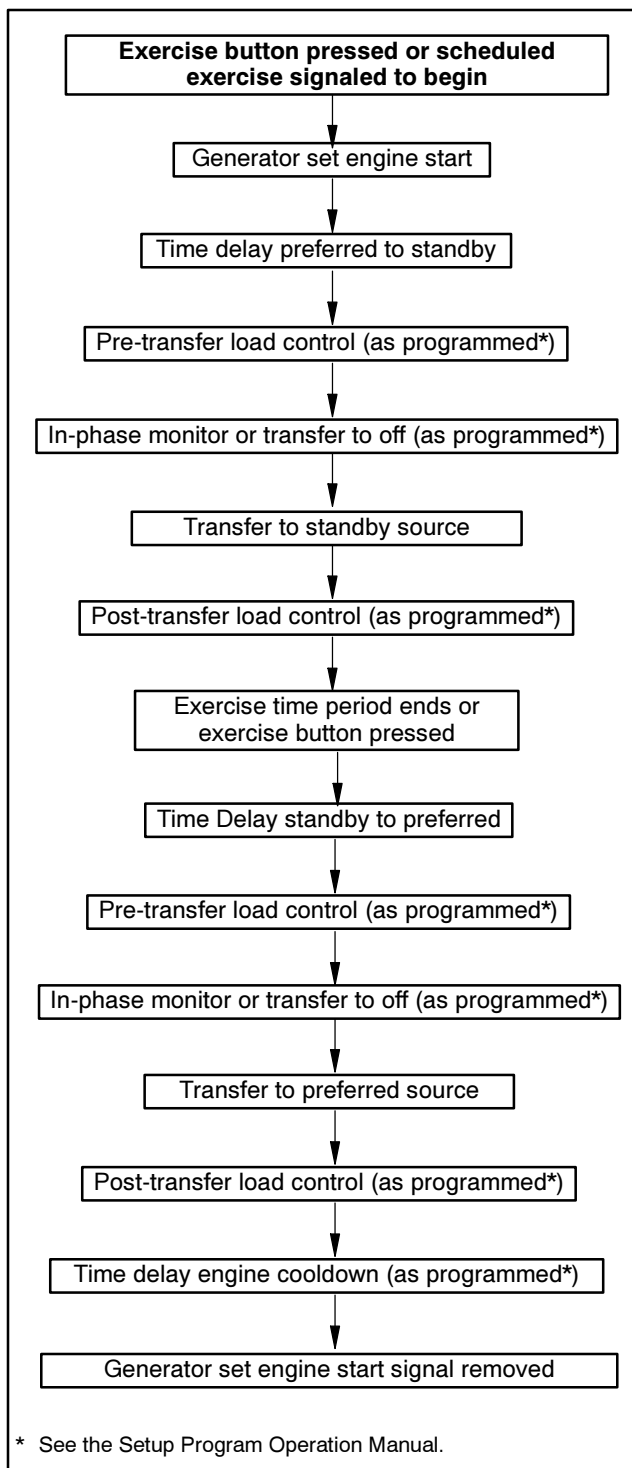 Exercise button pressed or scheduled
exercise signaled to begin
Generator set engine start
Time delay preferred to standby
Pre-transfer load control (as programmed*)
In-phase monitor or transfer to off (as programmed*)
Transfer to standby source
Post-transfer load control (as programmed*)
Exercise time period ends or
exercise button pressed
Time Delay standby to preferred
Pre-transfer load control (as programmed*)
In-phase monitor or transfer to off (as programmed*)
Transfer to preferred source
Post-transfer load control (as programmed*)
Time delay engine cooldown (as programmed*)
Generator set engine start signal removed
* See the Setup Program Operation Manual.